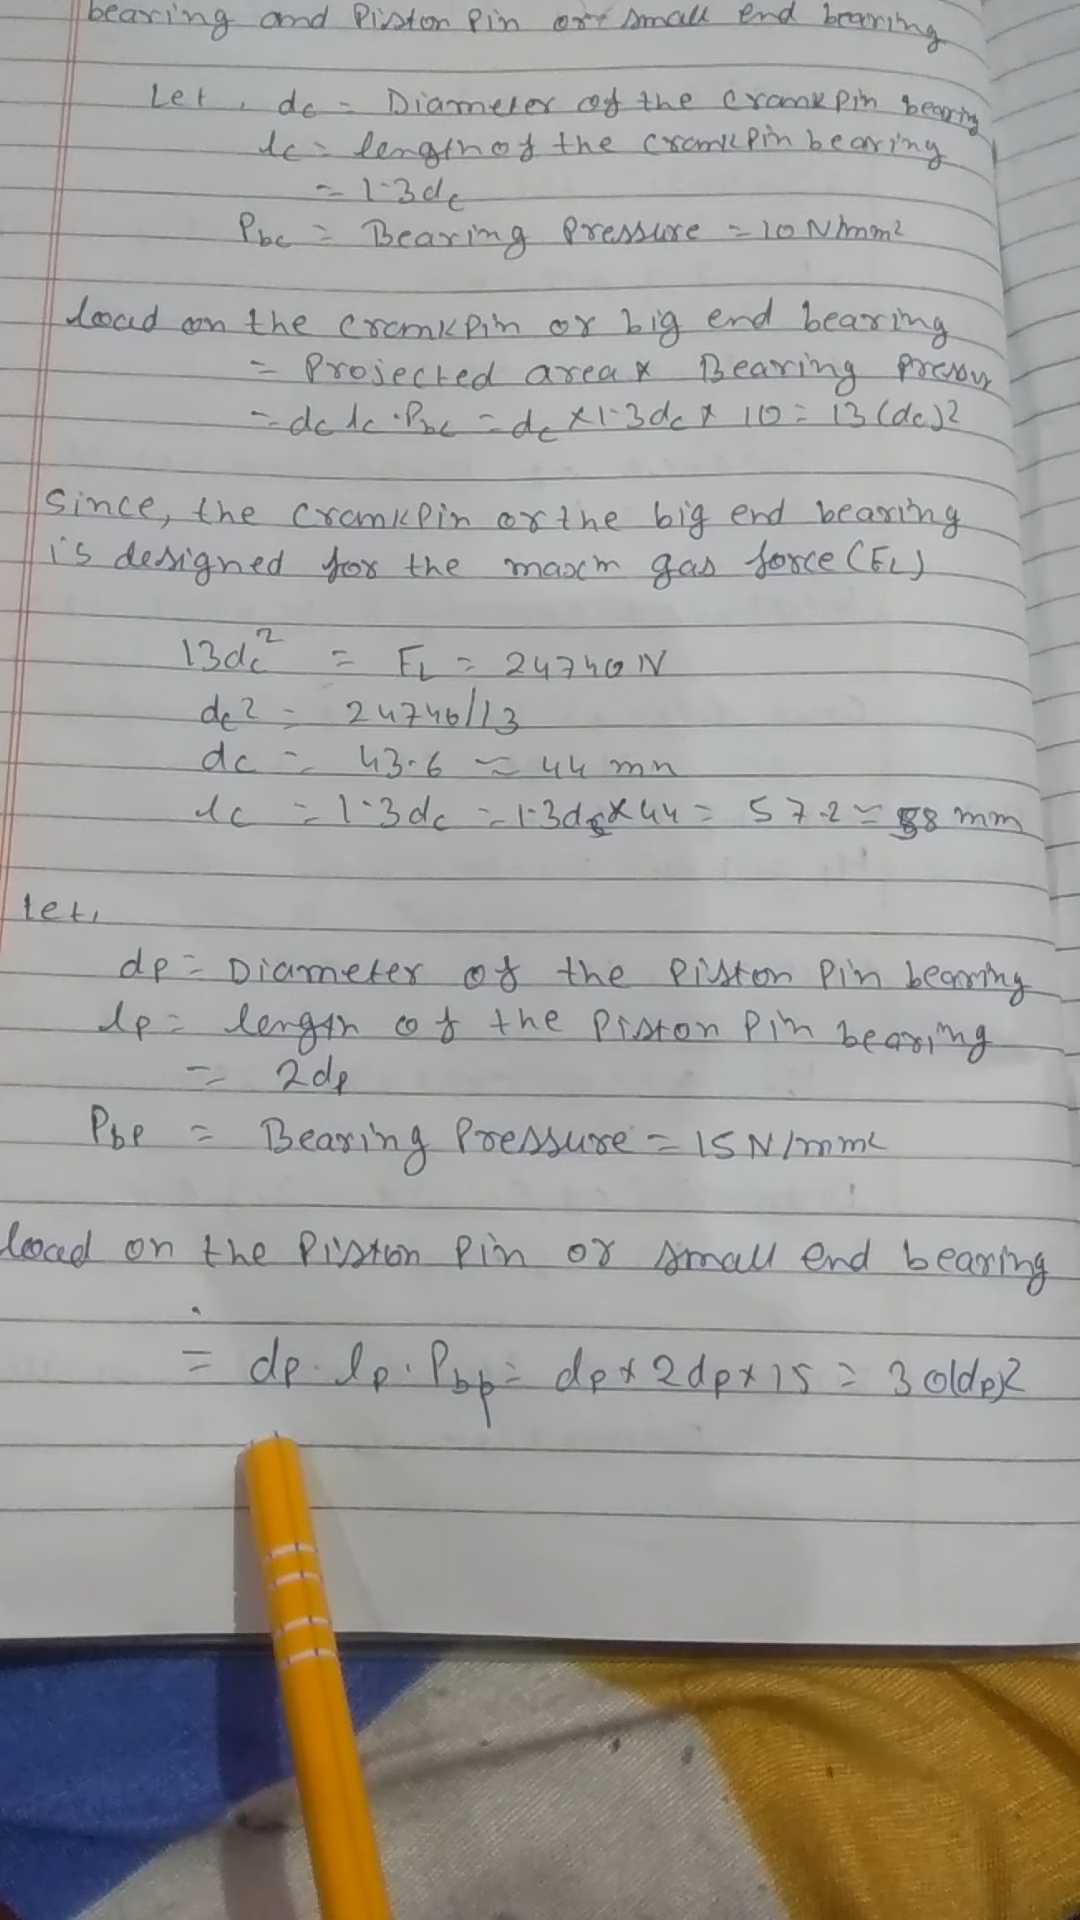 bearing and Piston Pin or small end bearing
Let, dc = Diameter of the crankpin bearing
lc = length of the crankpin bearing
= 1.3dc
Pbc = Bearing Pressure = 10 N/mm²
load on the crankpin or big end bearing
= Projected area × Bearing Pressur
= dc lc · Pbc = dc × 1.3dc × 10 = 13(dc)2
Since, the crankpin or the big end bearing
is designed for the maxm gas force (FL)
13dc² = FL = 24740 N
dc2 = 24740/13
dc = 43.6 ≈ 44 mm
lc = 1.3dc = 1.3dc × 44 = 57.2 ≈ 58 mm
let,
dp = Diameter of the Piston Pin bearing
lp = length of the Piston Pin bearing
= 2dp
Pbp = Bearing Pressure = 15 N/mm²
load on the Piston Pin or small end bearing
= dp · lp · Pbp = dp × 2dp × 15 = 30(dp)2